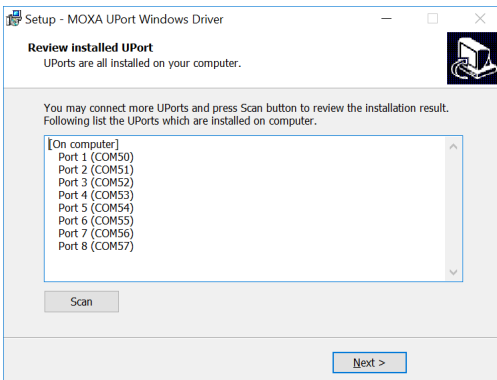 Setup - MOXA UPort Windows Driver
Review installed UPort
UPorts are all installed on your computer.
You may connect more UPorts and press Scan button to review the installation result.
Following list the UPorts which are installed on computer.
[On computer]
Port 1 (COM50)
Port 2 (COM51)
Port 3 (COM52)
Port 4 (COM53)
Port 5 (COM54)
Port 6 (COM55)
Port 7 (COM56)
Port 8 (COM57)
Scan
Next >